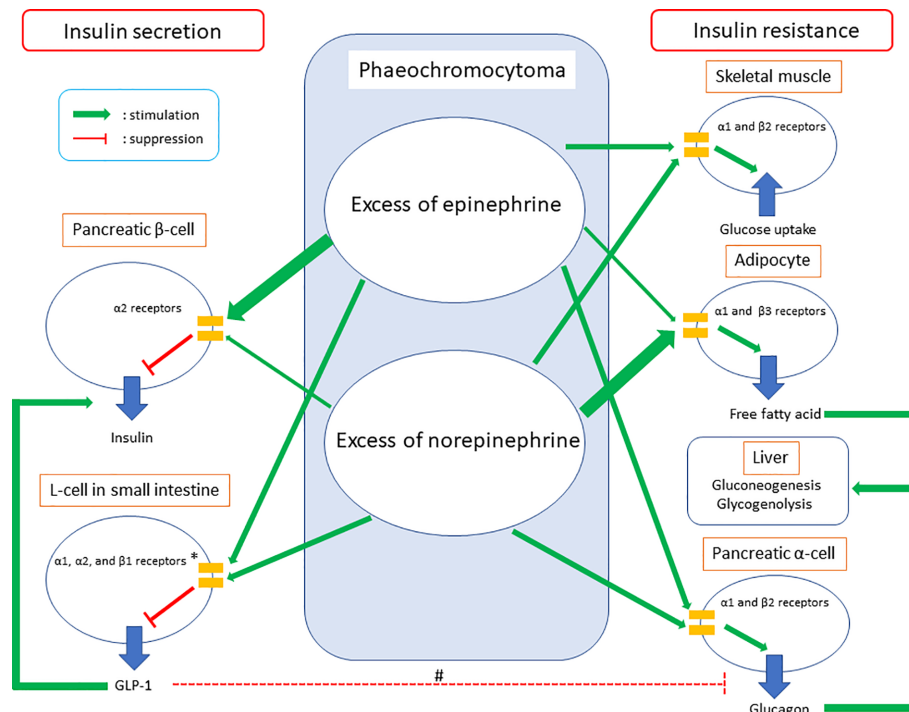 Insulin secretion
Insulin resistance
: stimulation
: suppression
Phaeochromocytoma
Excess of epinephrine
Excess of norepinephrine
Pancreatic β-cell
α2 receptors
Insulin
L-cell in small intestine
α1, α2, and β1 receptors *
GLP-1
#
Skeletal muscle
α1 and β2 receptors
Glucose uptake
Adipocyte
α1 and β3 receptors
Free fatty acid
Liver
Gluconeogenesis
Glycogenolysis
Pancreatic α-cell
α1 and β2 receptors
Glucagon